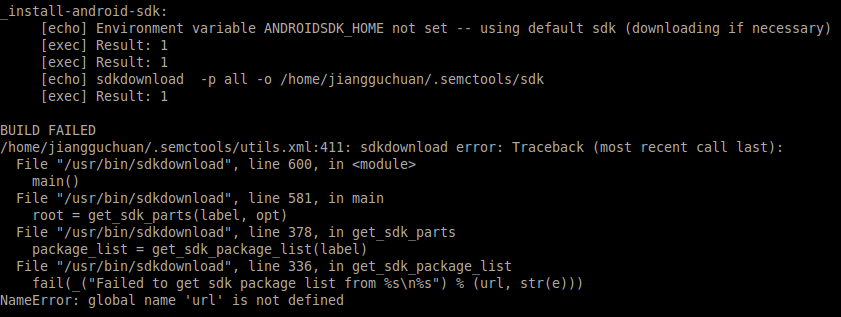 _install-android-sdk:
[echo] Environment variable ANDROIDSDK_HOME not set -- using default sdk (downloading if necessary)
[exec] Result: 1
[exec] Result: 1
[echo] sdkdownload  -p all -o /home/jiangguchuan/.semctools/sdk
[exec] Result: 1
BUILD FAILED
/home/jiangguchuan/.semctools/utils.xml:411: sdkdownload error: Traceback (most recent call last):
File "/usr/bin/sdkdownload", line 600, in <module>
main()
File "/usr/bin/sdkdownload", line 581, in main
root = get_sdk_parts(label, opt)
File "/usr/bin/sdkdownload", line 378, in get_sdk_parts
package_list = get_sdk_package_list(label)
File "/usr/bin/sdkdownload", line 336, in get_sdk_package_list
fail(_("Failed to get sdk package list from %s\n%s") % (url, str(e)))
NameError: global name 'url' is not defined